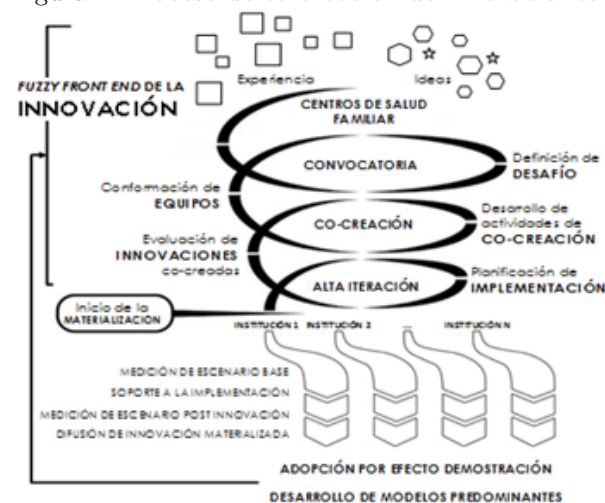 Experiencia
Ideas
FUZZY FRONT END DE LA
INNOVACIÓN
CENTROS DE SALUD
FAMILIAR
CONVOCATORIA
Definición de
DESAFÍO
Conformación de
EQUIPOS
CO-CREACIÓN
Desarrollo de
actividades de
CO-CREACIÓN
Evaluación de
INNOVACIONES
co-creadas
ALTA ITERACIÓN
Planificación de
IMPLEMENTACIÓN
Inicio de la
MATERIALIZACIÓN
INSTITUCIÓN 1 INSTITUCIÓN 2 ... INSTITUCIÓN N
MEDICIÓN DE ESCENARIO BASE
SOPORTE A LA IMPLEMENTACIÓN
MEDICIÓN DE ESCENARIO POST INNOVACIÓN
DIFUSIÓN DE INNOVACIÓN MATERIALIZADA
ADOPCIÓN POR EFECTO DEMOSTRACIÓN
DESARROLLO DE MODELOS PREDOMINANTES